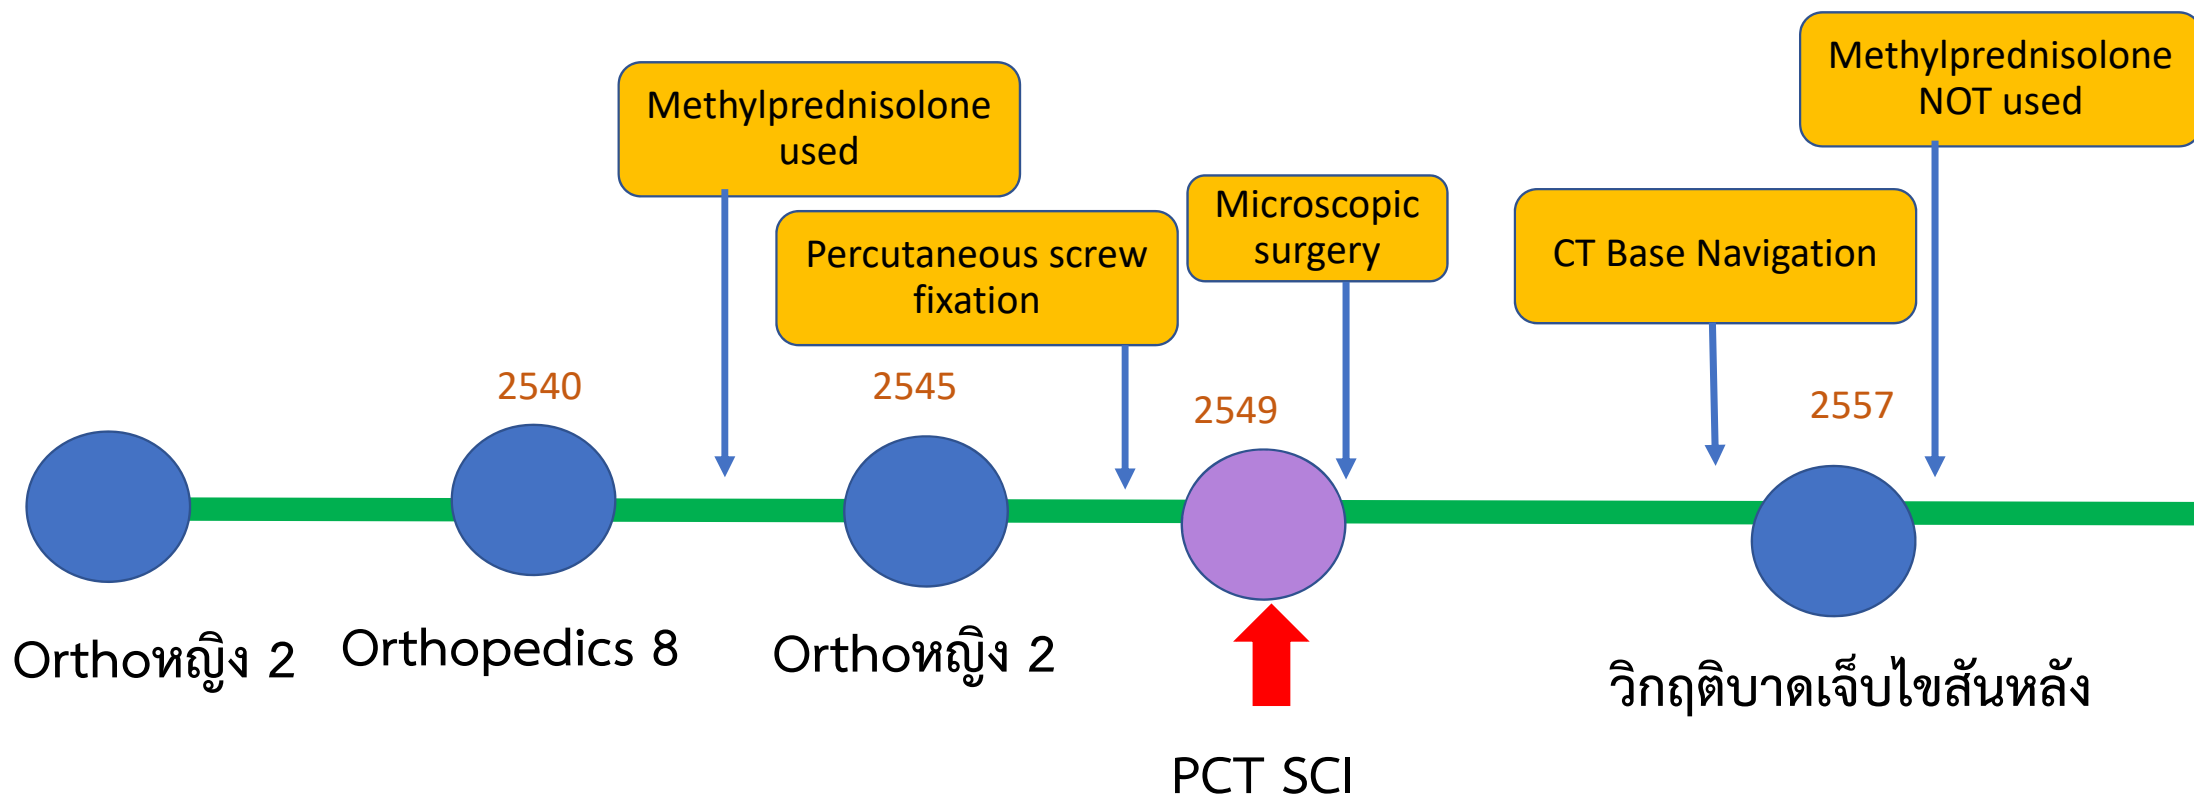 Methylprednisolone
used
Percutaneous screw
fixation
Microscopic
surgery
CT Base Navigation
Methylprednisolone
NOT used
2540
2545
2549
2557
Orthoหญิง 2
Orthopedics 8
Orthoหญิง 2
PCT SCI
วิกฤติบาดเจ็บไขสันหลัง